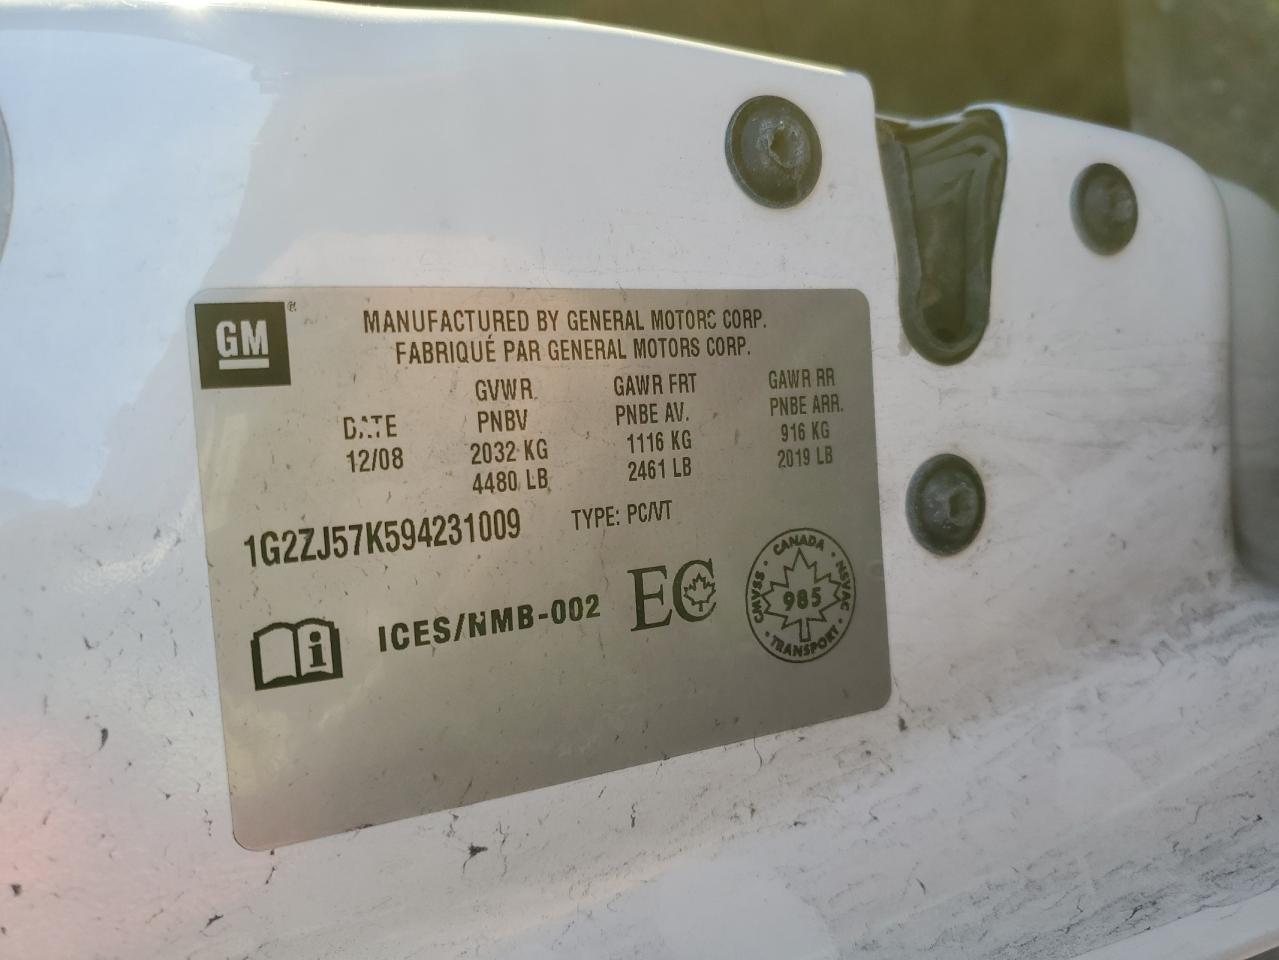 GM
MANUFACTURED BY GENERAL MOTORS CORP.
FABRIQUÉ PAR GENERAL MOTORS CORP.
DATE
12/08
GVWR
PNBV
2032 KG
4480 LB
GAWR FRT
PNBE AV.
1116 KG
2461 LB
GAWR RR
PNBE ARR.
916 KG
2019 LB
1G2ZJ57K594231009
TYPE: PC/VT
i
ICES/NMB-002
EC
CANADA
CMVSS
985
NSVAC
TRANSPORT